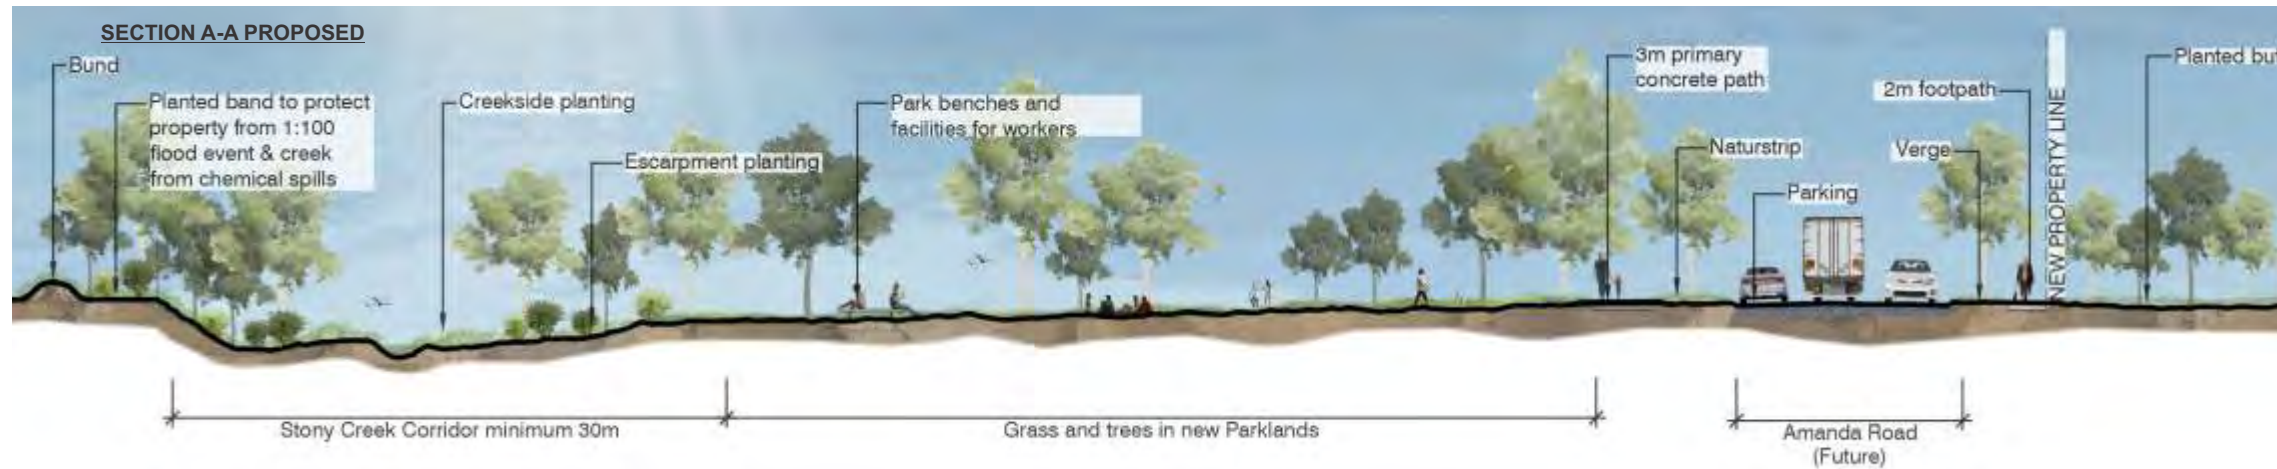 SECTION A-A PROPOSED
Bund
Planted band to protect
property from 1:100
flood event & creek
from chemical spills
Creekside planting
Escarpment planting
Park benches and
facilities for workers
3m primary
concrete path
Naturstrip
Parking
2m footpath
Verge
NEW PROPERTY LINE
Planted bu
Stony Creek Corridor minimum 30m
Grass and trees in new Parklands
Amanda Road
(Future)